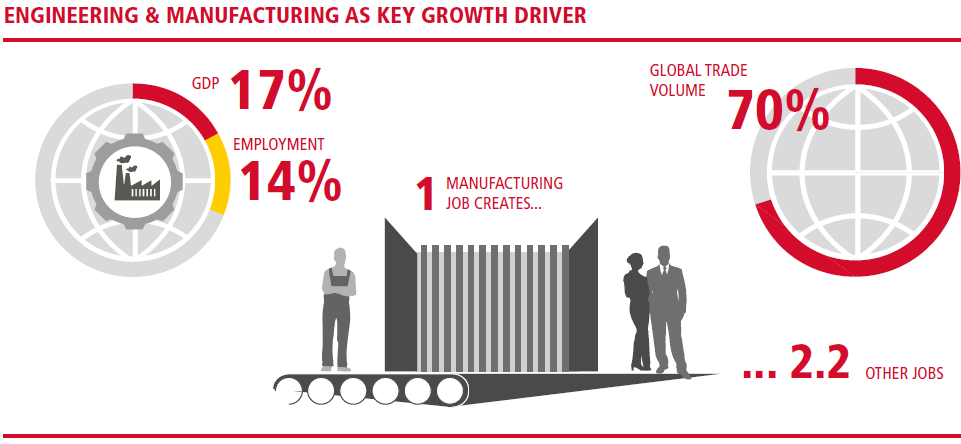 ENGINEERING & MANUFACTURING AS KEY GROWTH DRIVER
GDP 17%
EMPLOYMENT
14%
GLOBAL TRADE
VOLUME 70%
1 MANUFACTURING
JOB CREATES...
... 2.2 OTHER JOBS